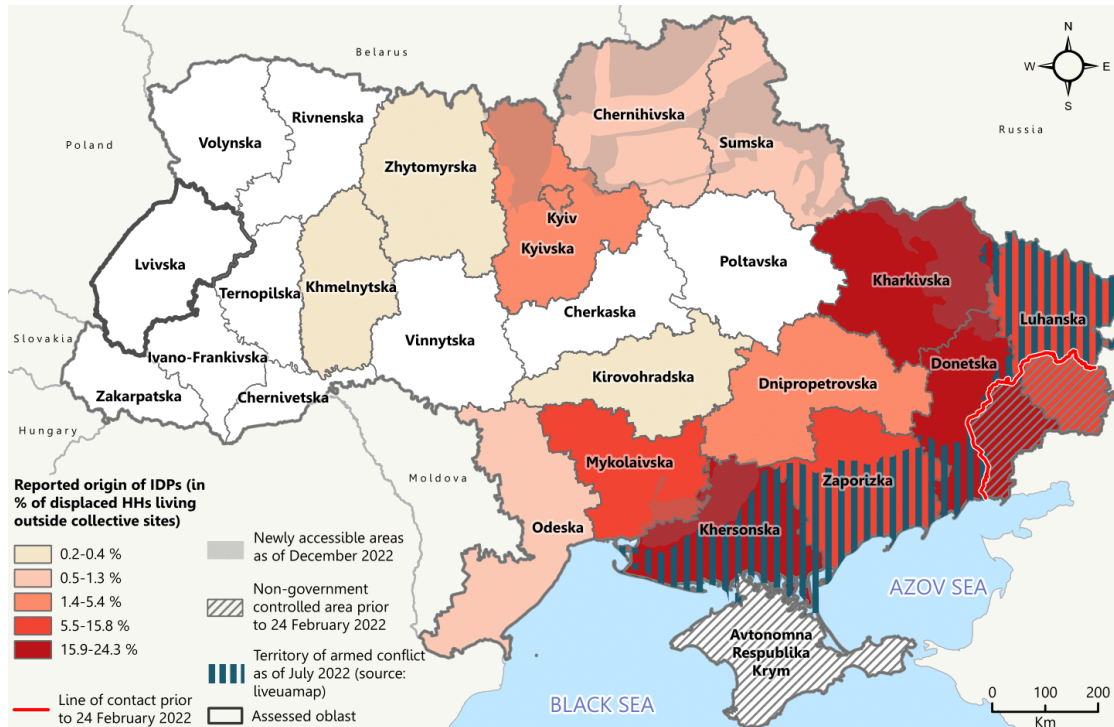 Belarus
N
W
E
S
Poland
Russia
Volynska
Rivnenska
Zhytomyrska
Chernihivska
Sumska
Kyiv
Kyivska
Lvivska
Ternopilska
Khmelnytska
Poltavska
Kharkivska
Cherkaska
Luhanska
Slovakia
Ivano-Frankivska
Vinnytska
Donetska
Zakarpatska
Chernivetska
Kirovohradska
Dnipropetrovska
Hungary
Moldova
Mykolaivska
Zaporizka
Odeska
Khersonska
AZOV SEA
Avtonomna
Respublika
Krym
BLACK SEA
Reported origin of IDPs (in
% of displaced HHs living
outside collective sites)
0.2-0.4 %
0.5-1.3 %
1.4-5.4 %
5.5-15.8 %
15.9-24.3 %
Line of contact prior
to 24 February 2022
Newly accessible areas
as of December 2022
Non-government
controlled area prior
to 24 February 2022
Territory of armed conflict
as of July 2022 (source:
liveuamap)
Assessed oblast
0 100 200
Km